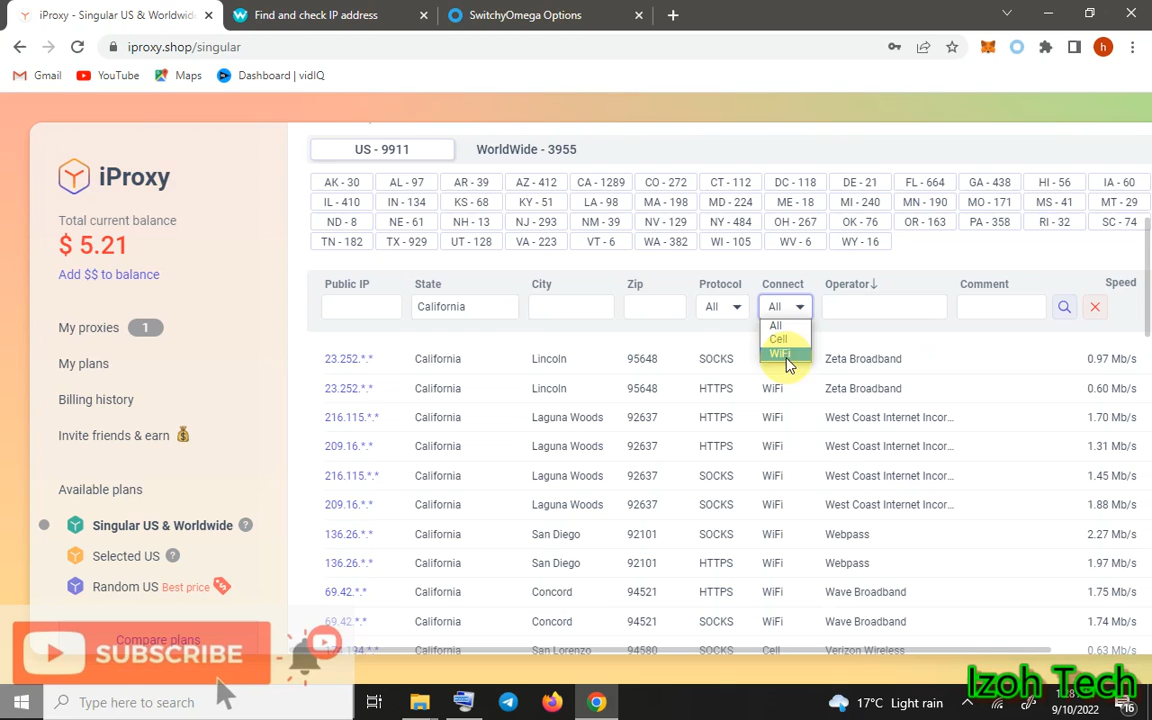 iProxy - Singular US & Worldwide
Find and check IP address
SwitchyOmega Options
iproxy.shop/singular
h
Gmail
YouTube
Maps
Dashboard | vidIQ
iProxy
Total current balance
$ 5.21
Add $$ to balance
My proxies 1
My plans
Billing history
Invite friends & earn
Available plans
Singular US & Worldwide ?
Selected US ?
Random US Best price
Compare plans
US - 9911
WorldWide - 3955
AK - 30 AL - 97 AR - 39 AZ - 412 CA - 1289 CO - 272 CT - 112 DC - 118 DE - 21 FL - 664 GA - 438 HI - 56 IA - 60
IL - 410 IN - 134 KS - 68 KY - 51 LA - 98 MA - 198 MD - 224 ME - 18 MI - 240 MN - 190 MO - 171 MS - 41 MT - 29
ND - 8 NE - 61 NH - 13 NJ - 293 NM - 39 NV - 129 NY - 484 OH - 267 OK - 76 OR - 163 PA - 358 RI - 32 SC - 74
TN - 182 TX - 929 UT - 128 VA - 223 VT - 6 WA - 382 WI - 105 WV - 6 WY - 16
Public IP State City Zip Protocol Connect Operator↓ Comment Speed
California All All
All
Cell
WiFi
23.252.*.* California Lincoln 95648 SOCKS Zeta Broadband 0.97 Mb/s
23.252.*.* California Lincoln 95648 HTTPS WiFi Zeta Broadband 0.60 Mb/s
216.115.*.* California Laguna Woods 92637 HTTPS WiFi West Coast Internet Incor... 1.70 Mb/s
209.16.*.* California Laguna Woods 92637 HTTPS WiFi West Coast Internet Incor... 1.31 Mb/s
216.115.*.* California Laguna Woods 92637 SOCKS WiFi West Coast Internet Incor... 1.45 Mb/s
209.16.*.* California Laguna Woods 92637 SOCKS WiFi West Coast Internet Incor... 1.88 Mb/s
136.26.*.* California San Diego 92101 SOCKS WiFi Webpass 2.27 Mb/s
136.26.*.* California San Diego 92101 HTTPS WiFi Webpass 1.97 Mb/s
69.42.*.* California Concord 94521 HTTPS WiFi Wave Broadband 1.75 Mb/s
69.42.*.* California Concord 94521 SOCKS WiFi Wave Broadband 1.74 Mb/s
174.194.*.* California San Lorenzo 94580 SOCKS Cell Verizon Wireless 0.63 Mb/s
SUBSCRIBE
Izoh Tech
Type here to search
17°C Light rain
9/10/2022
16